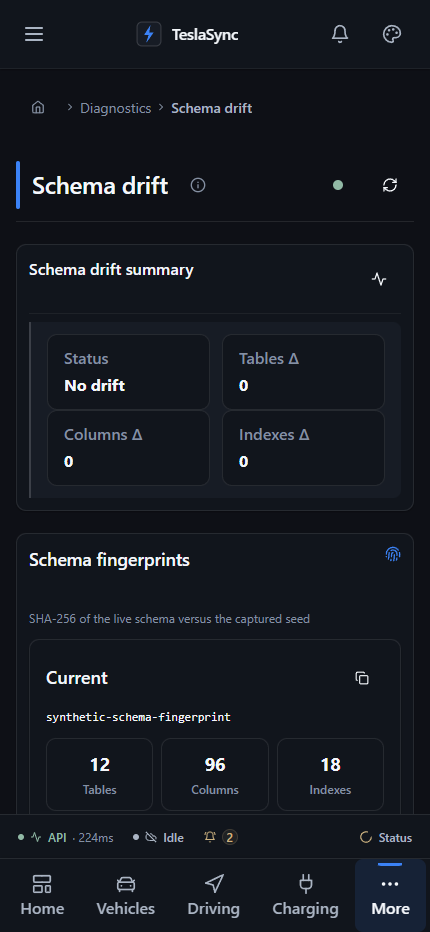 TeslaSync
Diagnostics Schema drift
Schema drift
Schema drift summary
Status
No drift
Tables Δ
0
Columns Δ
0
Indexes Δ
0
Schema fingerprints
SHA-256 of the live schema versus the captured seed
Current
synthetic-schema-fingerprint
12
Tables
96
Columns
18
Indexes
API · 224ms Idle 2 Status
Home Vehicles Driving Charging More